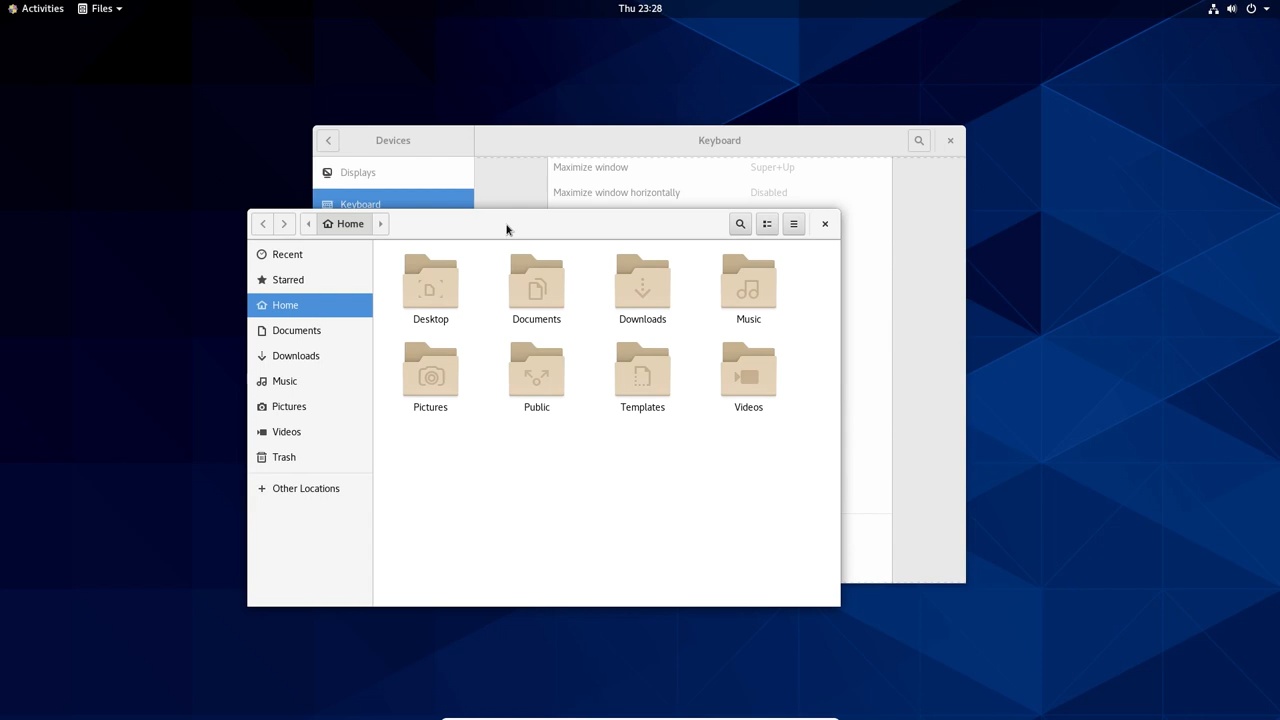 Activities
Files
Thu 23:28
Devices
Keyboard
Displays
Keyboard
Maximize window Super+Up
Maximize window horizontally Disabled
Home
Recent
Starred
Home
Documents
Downloads
Music
Pictures
Videos
Trash
Other Locations
Desktop
Documents
Downloads
Music
Pictures
Public
Templates
Videos